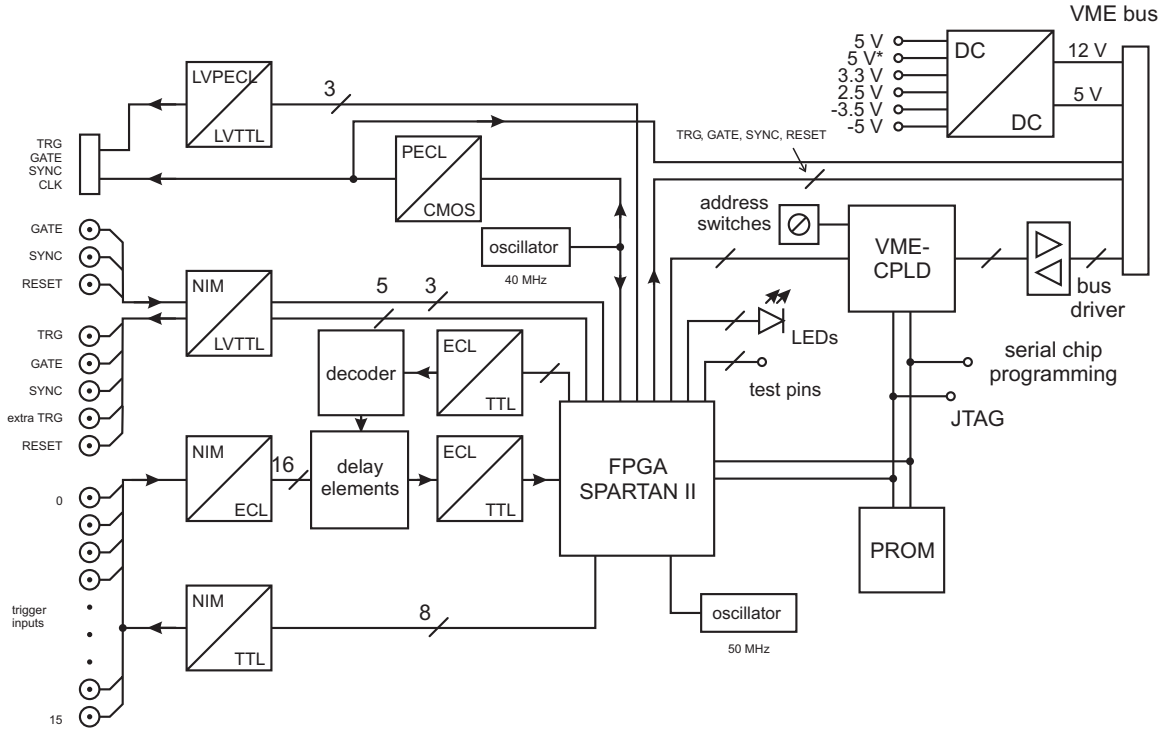 VME bus
5 V
5 V*
3.3 V
2.5 V
-3.5 V
-5 V
DC
DC
12 V
5 V
LVPECL
LVTTL
3
TRG
GATE
SYNC
CLK
PECL
CMOS
TRG, GATE, SYNC, RESET
address
switches
VME-
CPLD
bus
driver
oscillator
40 MHz
GATE
SYNC
RESET
NIM
LVTTL
5
3
TRG
GATE
SYNC
extra TRG
RESET
decoder
ECL
TTL
LEDs
test pins
serial chip
programming
JTAG
NIM
ECL
16
delay
elements
ECL
TTL
FPGA
SPARTAN II
PROM
0
trigger
inputs
15
NIM
TTL
8
oscillator
50 MHz